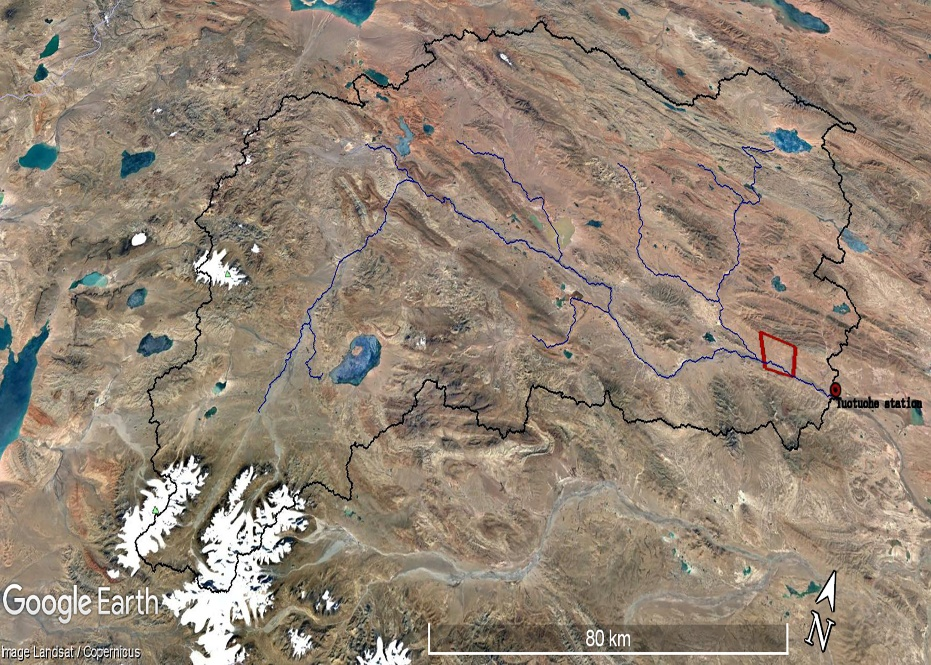 Tuotuohe station
Google Earth
80 km
N
Image Landsat / Copernicus